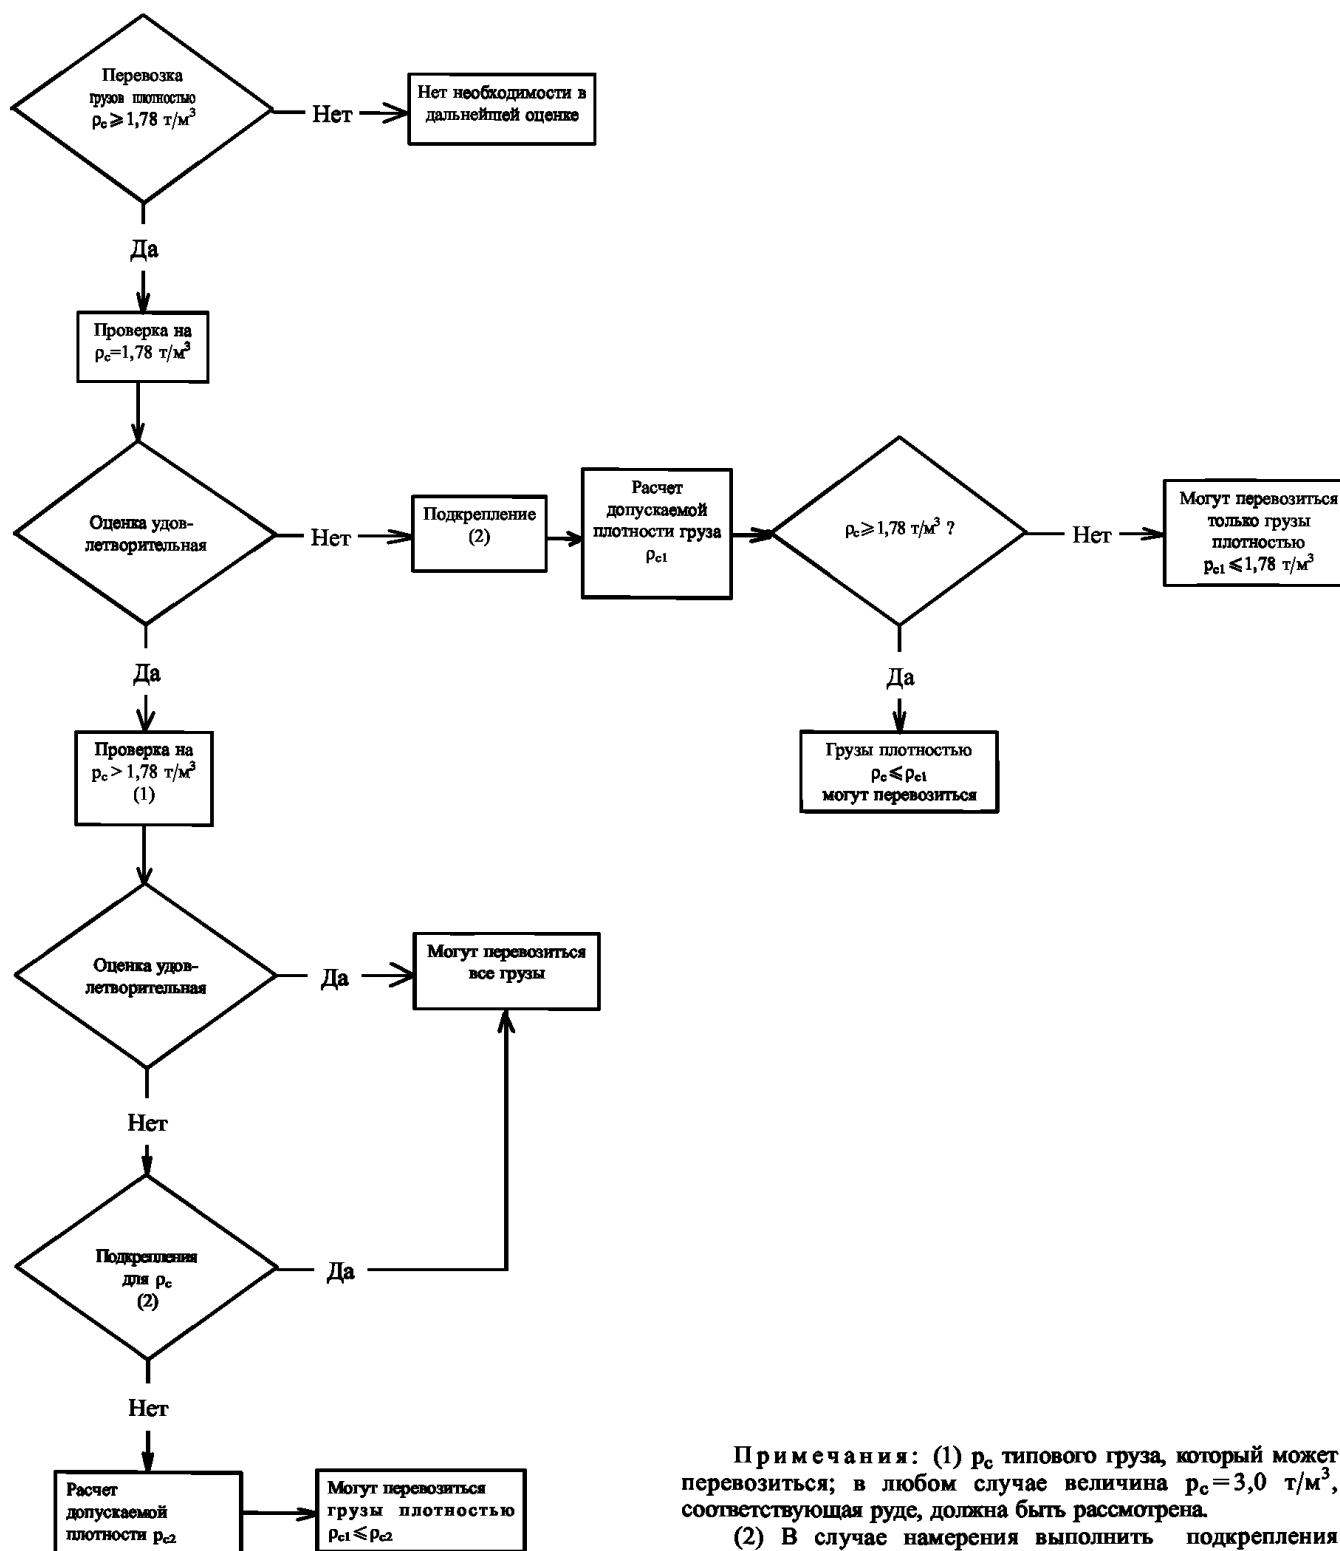 Перевозка
грузов плотностью
ρc ⩾ 1,78 т/м³
Нет
Нет необходимости в
дальнейшей оценке
Да
Проверка на
ρc=1,78 т/м³
Оценка удов-
летворительная
Нет
Подкрепление
(2)
Расчет
допускаемой
плотности груза
ρc1
ρc ⩾ 1,78 т/м³ ?
Нет
Могут перевозиться
только грузы
плотностью
pc1 ⩽ 1,78 т/м³
Да
Грузы плотностью
ρc ⩽ ρc1
могут перевозиться
Да
Проверка на
pc > 1,78 т/м³
(1)
Оценка удов-
летворительная
Да
Могут перевозиться
все грузы
Нет
Подкрепления
для ρc
(2)
Да
Нет
Расчет
допускаемой
плотности pc2
Могут перевозиться
грузы плотностью
ρc1 ⩽ ρc2
Примечания: (1) pc типового груза, который может
перевозиться; в любом случае величина pc = 3,0 т/м³,
соответствующая руде, должна быть рассмотрена.
(2) В случае намерения выполнить подкрепления